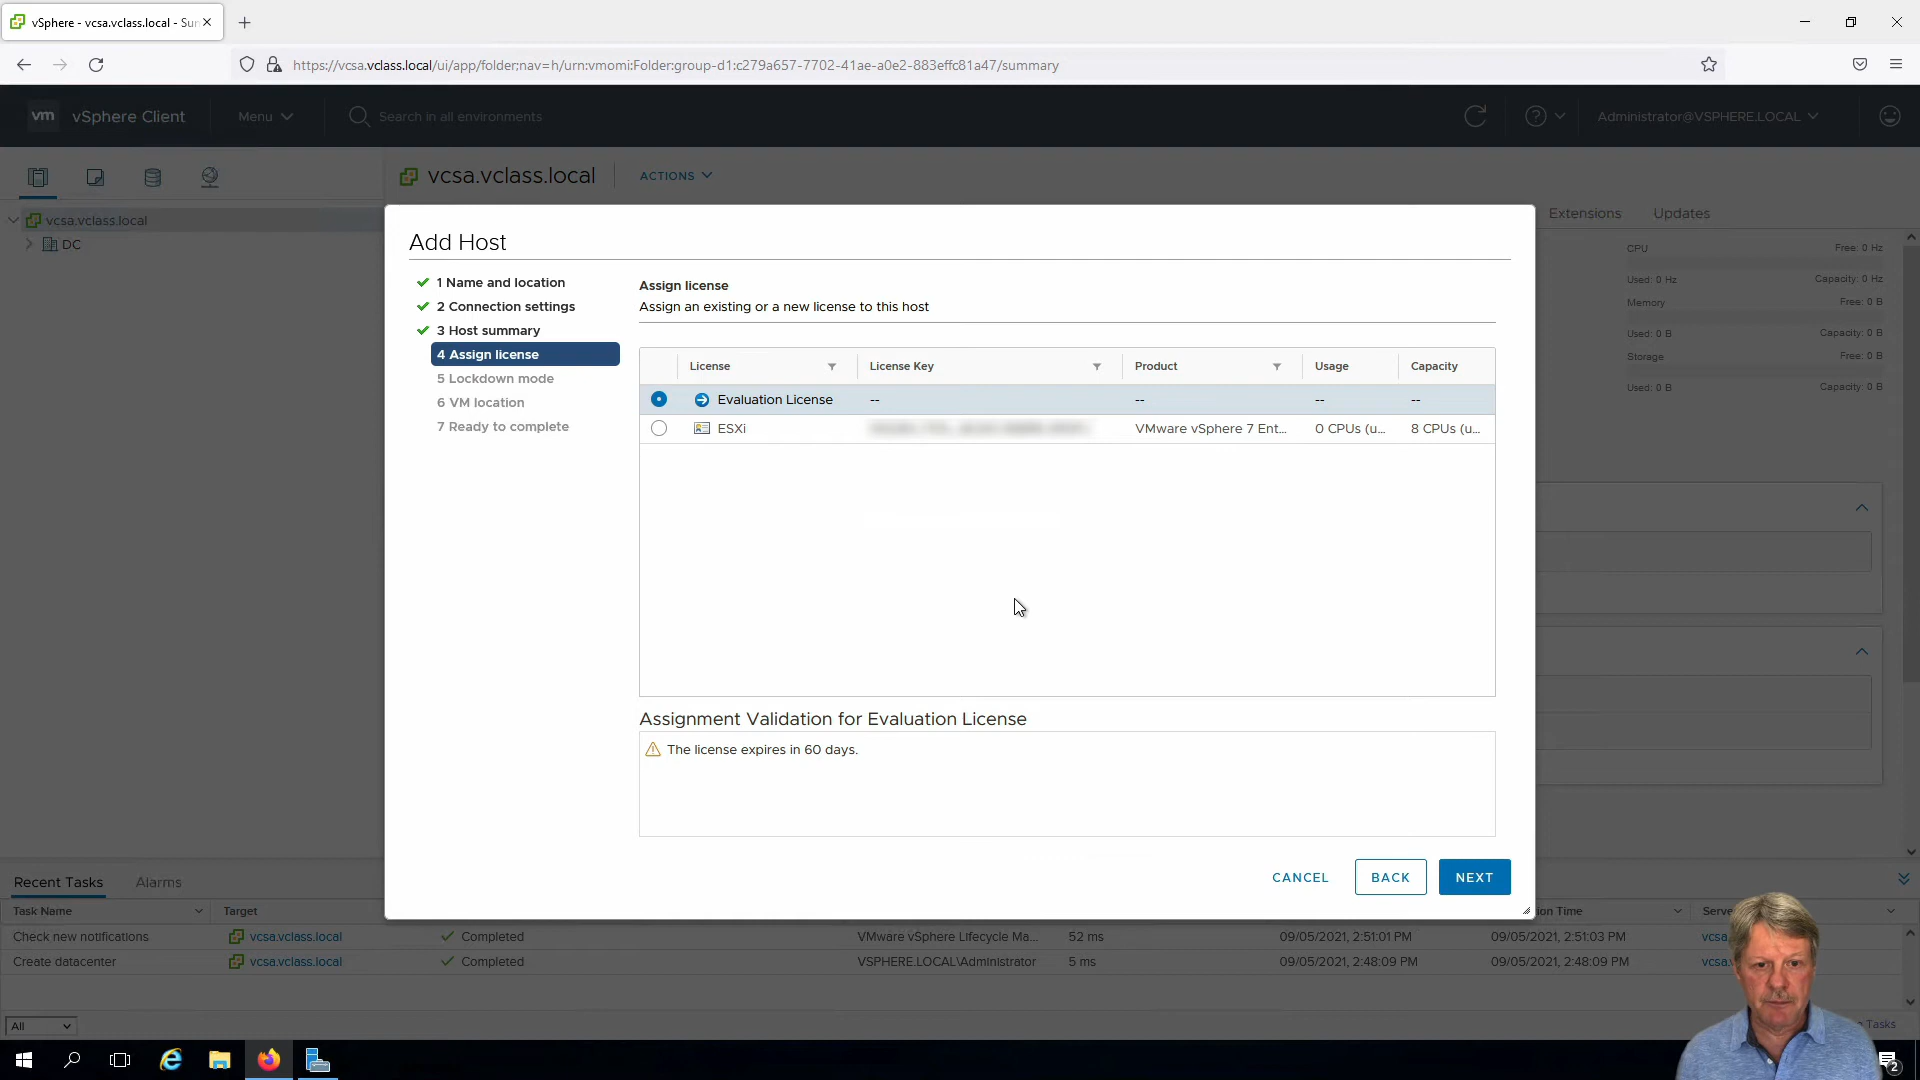 vSphere - vcsa.vclass.local - Sur
https://vcsa.vclass.local/ui/app/folder;nav=h/urn:vmomi:Folder:group-d1:c279a657-7702-41ae-a0e2-883effc81a47/summary
vm vSphere Client Menu Search in all environments Administrator@VSPHERE.LOCAL
vcsa.vclass.local ACTIONS
vcsa.vclass.local
DC
Extensions Updates
CPU Free: 0 Hz
Used: 0 Hz Capacity: 0 Hz
Memory Free: 0 B
Used: 0 B Capacity: 0 B
Storage Free: 0 B
Used: 0 B Capacity: 0 B
Add Host
1 Name and location
2 Connection settings
3 Host summary
4 Assign license
5 Lockdown mode
6 VM location
7 Ready to complete
Assign license
Assign an existing or a new license to this host
License License Key Product Usage Capacity
Evaluation License -- -- -- --
ESXi VMware vSphere 7 Ent... 0 CPUs (u... 8 CPUs (u...
Assignment Validation for Evaluation License
The license expires in 60 days.
CANCEL BACK NEXT
Recent Tasks Alarms
Task Name Target ion Time Serve
Check new notifications vcsa.vclass.local Completed VMware vSphere Lifecycle Ma... 52 ms 09/05/2021, 2:51:01 PM 09/05/2021, 2:51:03 PM vcsa.
Create datacenter vcsa.vclass.local Completed VSPHERE.LOCAL\Administrator 5 ms 09/05/2021, 2:48:09 PM 09/05/2021, 2:48:09 PM vcsa.
All Tasks
2